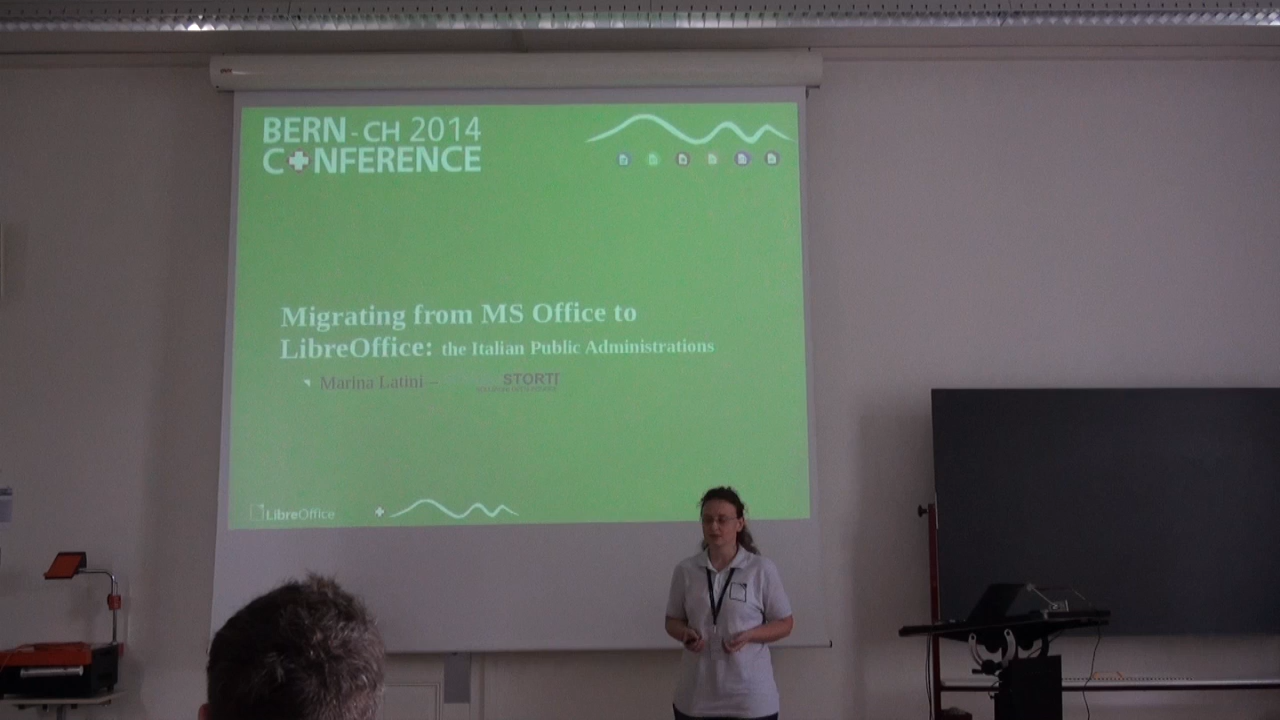 BERN - CH 2014
CONFERENCE
Migrating from MS Office to
LibreOffice: the Italian Public Administrations
Marina Latini – STORTI
LibreOffice